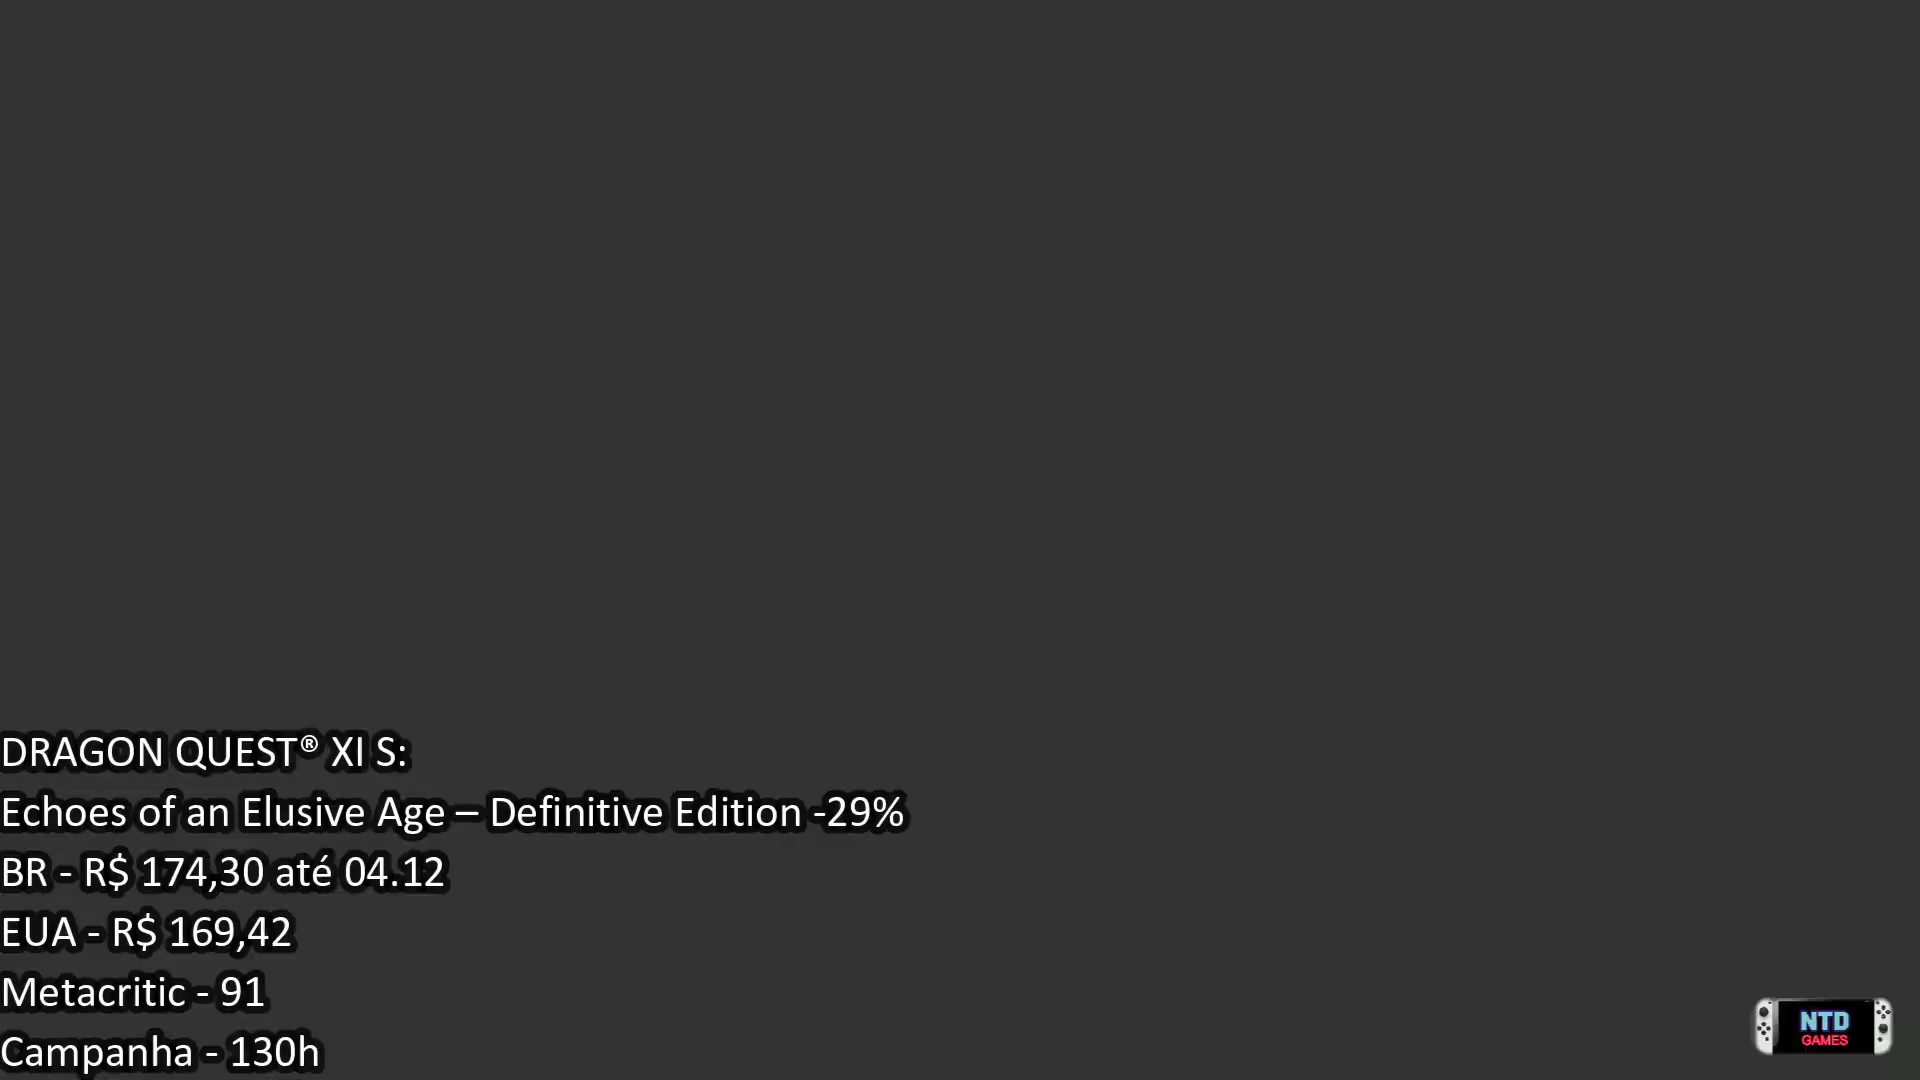 DRAGON QUEST® XI S:
Echoes of an Elusive Age – Definitive Edition -29%
BR - R$ 174,30 até 04.12
EUA - R$ 169,42
Metacritic - 91
Campanha - 130h
NTD
GAMES